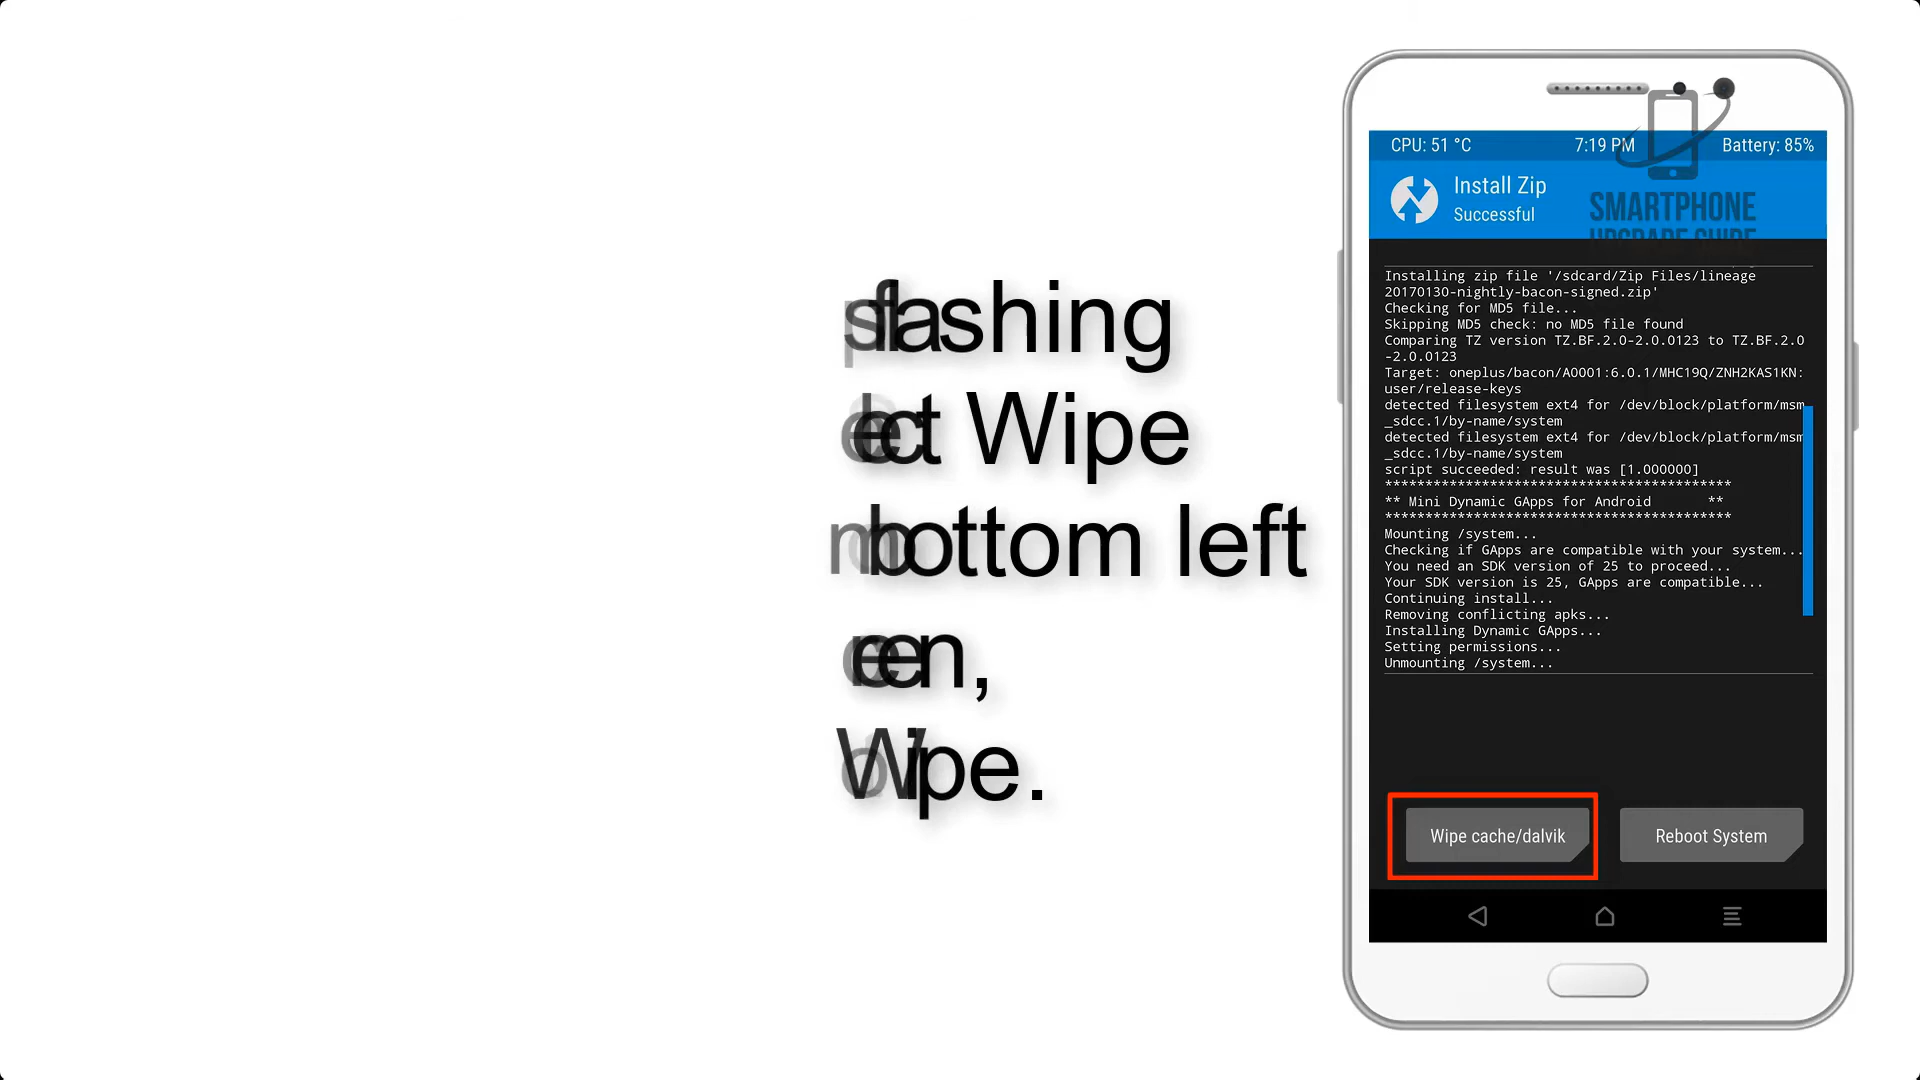 flashing
Wipe
bottom left
Wipe.
CPU: 51 °C 7:19 PM Battery: 85%
Install Zip
Successful
SMARTPHONE
UPGRADE GUIDE
Installing zip file '/sdcard/Zip Files/lineage
20170130-nightly-bacon-signed.zip'
Checking for MD5 file...
Skipping MD5 check: no MD5 file found
Comparing TZ version TZ.BF.2.0-2.0.0123 to TZ.BF.2.0
-2.0.0123
Target: oneplus/bacon/A0001:6.0.1/MHC19Q/ZNH2KAS1KN:
user/release-keys
detected filesystem ext4 for /dev/block/platform/msm
_sdcc.1/by-name/system
detected filesystem ext4 for /dev/block/platform/msm
_sdcc.1/by-name/system
script succeeded: result was [1.000000]
*******************************************
** Mini Dynamic GApps for Android **
*******************************************
Mounting /system...
Checking if GApps are compatible with your system...
You need an SDK version of 25 to proceed...
Your SDK version is 25, GApps are compatible...
Continuing install...
Removing conflicting apks...
Installing Dynamic GApps...
Setting permissions...
Unmounting /system...
Wipe cache/dalvik
Reboot System